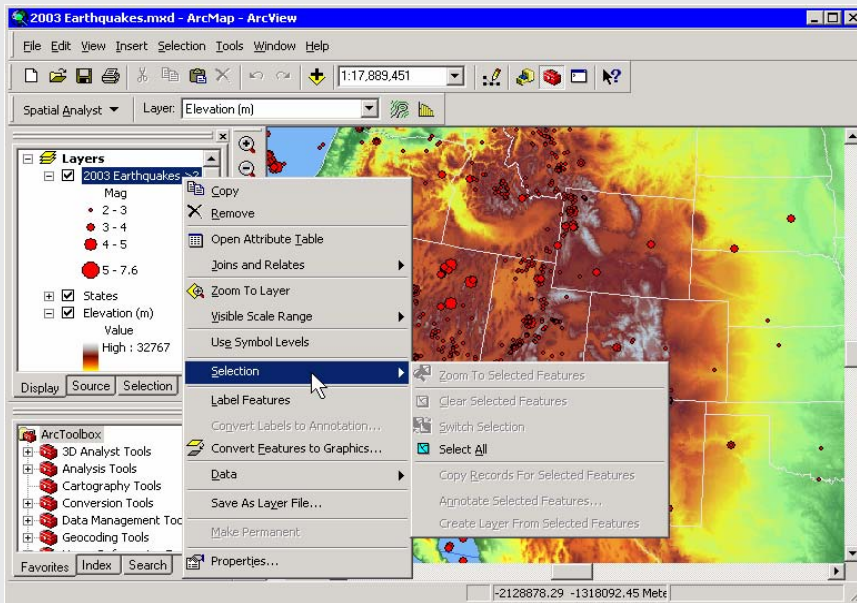 2003 Earthquakes.mxd - ArcMap - ArcView
File Edit View Insert Selection Tools Window Help
1:17,889,451
Spatial Analyst Layer: Elevation (m)
Layers
2003 Earthquakes >2
Mag
2 - 3
3 - 4
4 - 5
5 - 7.6
States
Elevation (m)
Value
High : 32767
Display Source Selection
ArcToolbox
3D Analyst Tools
Analysis Tools
Cartography Tools
Conversion Tools
Data Management Too
Geocoding Tools
Favorites Index Search
Copy
Remove
Open Attribute Table
Joins and Relates
Zoom To Layer
Visible Scale Range
Use Symbol Levels
Selection
Label Features
Convert Labels to Annotation...
Convert Features to Graphics...
Data
Save As Layer File...
Make Permanent
Properties...
Zoom To Selected Features
Clear Selected Features
Switch Selection
Select All
Copy Records For Selected Features
Annotate Selected Features...
Create Layer From Selected Features
-2128878.29 -1318092.45 Mete